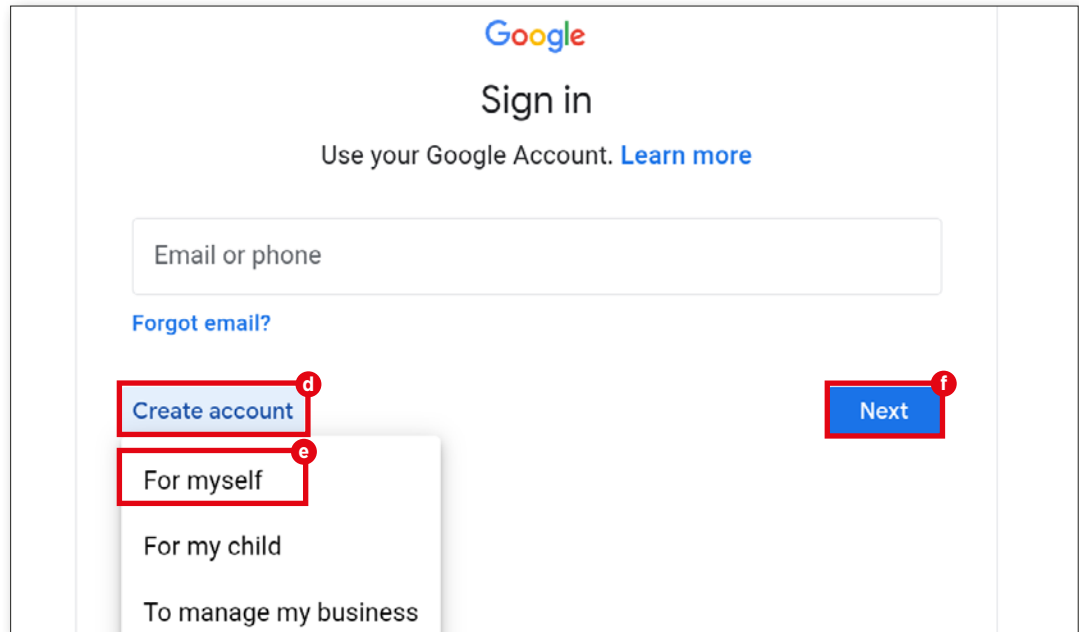 Google
Sign in
Use your Google Account. Learn more
Email or phone
Forgot email?
d
Create account
f
Next
e
For myself
For my child
To manage my business